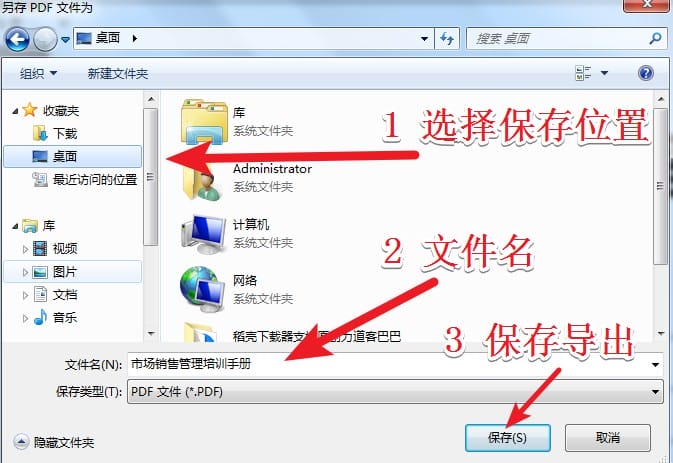 另存 PDF 文件为
桌面
搜索 桌面
组织 新建文件夹
收藏夹
下载
桌面
最近访问的位置
库
视频
图片
文档
音乐
库
系统文件夹
Administrator
系统文件夹
计算机
系统文件夹
网络
系统文件夹
稻壳下载器支持原创力道客巴巴
1 选择保存位置
2 文件名
3 保存导出
文件名(N): 市场销售管理培训手册
保存类型(T): PDF 文件 (*.PDF)
隐藏文件夹 保存(S) 取消